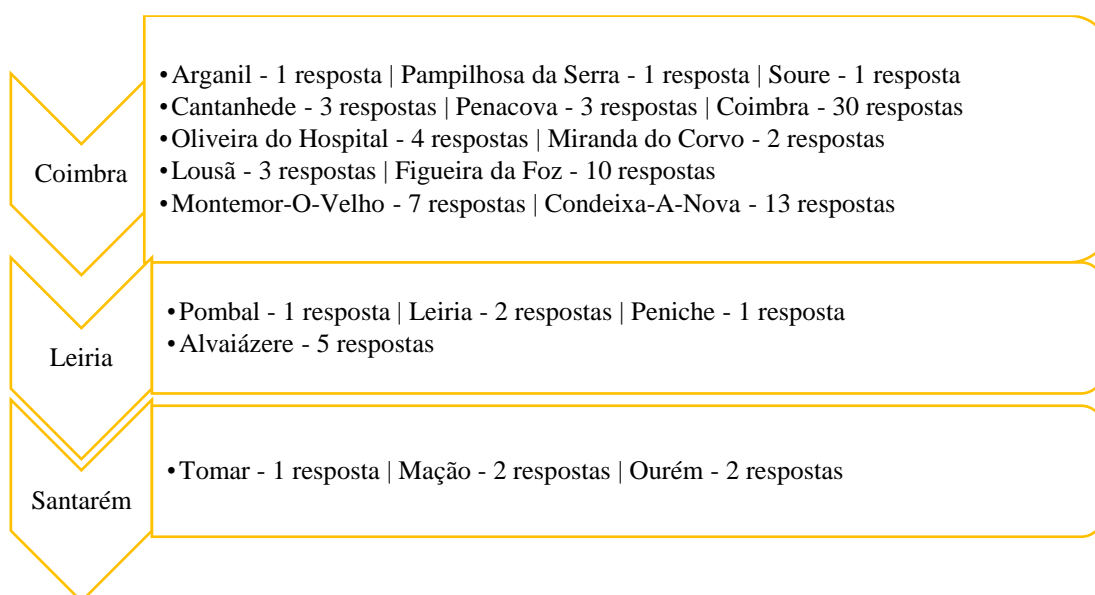 Coimbra
•Arganil - 1 resposta | Pampilhosa da Serra - 1 resposta | Soure - 1 resposta
•Cantanhede - 3 respostas | Penacova - 3 respostas | Coimbra - 30 respostas
•Oliveira do Hospital - 4 respostas | Miranda do Corvo - 2 respostas
•Lousã - 3 respostas | Figueira da Foz - 10 respostas
•Montemor-O-Velho - 7 respostas | Condeixa-A-Nova - 13 respostas
Leiria
•Pombal - 1 resposta | Leiria - 2 respostas | Peniche - 1 resposta
•Alvaiázere - 5 respostas
Santarém
•Tomar - 1 resposta | Mação - 2 respostas | Ourém - 2 respostas